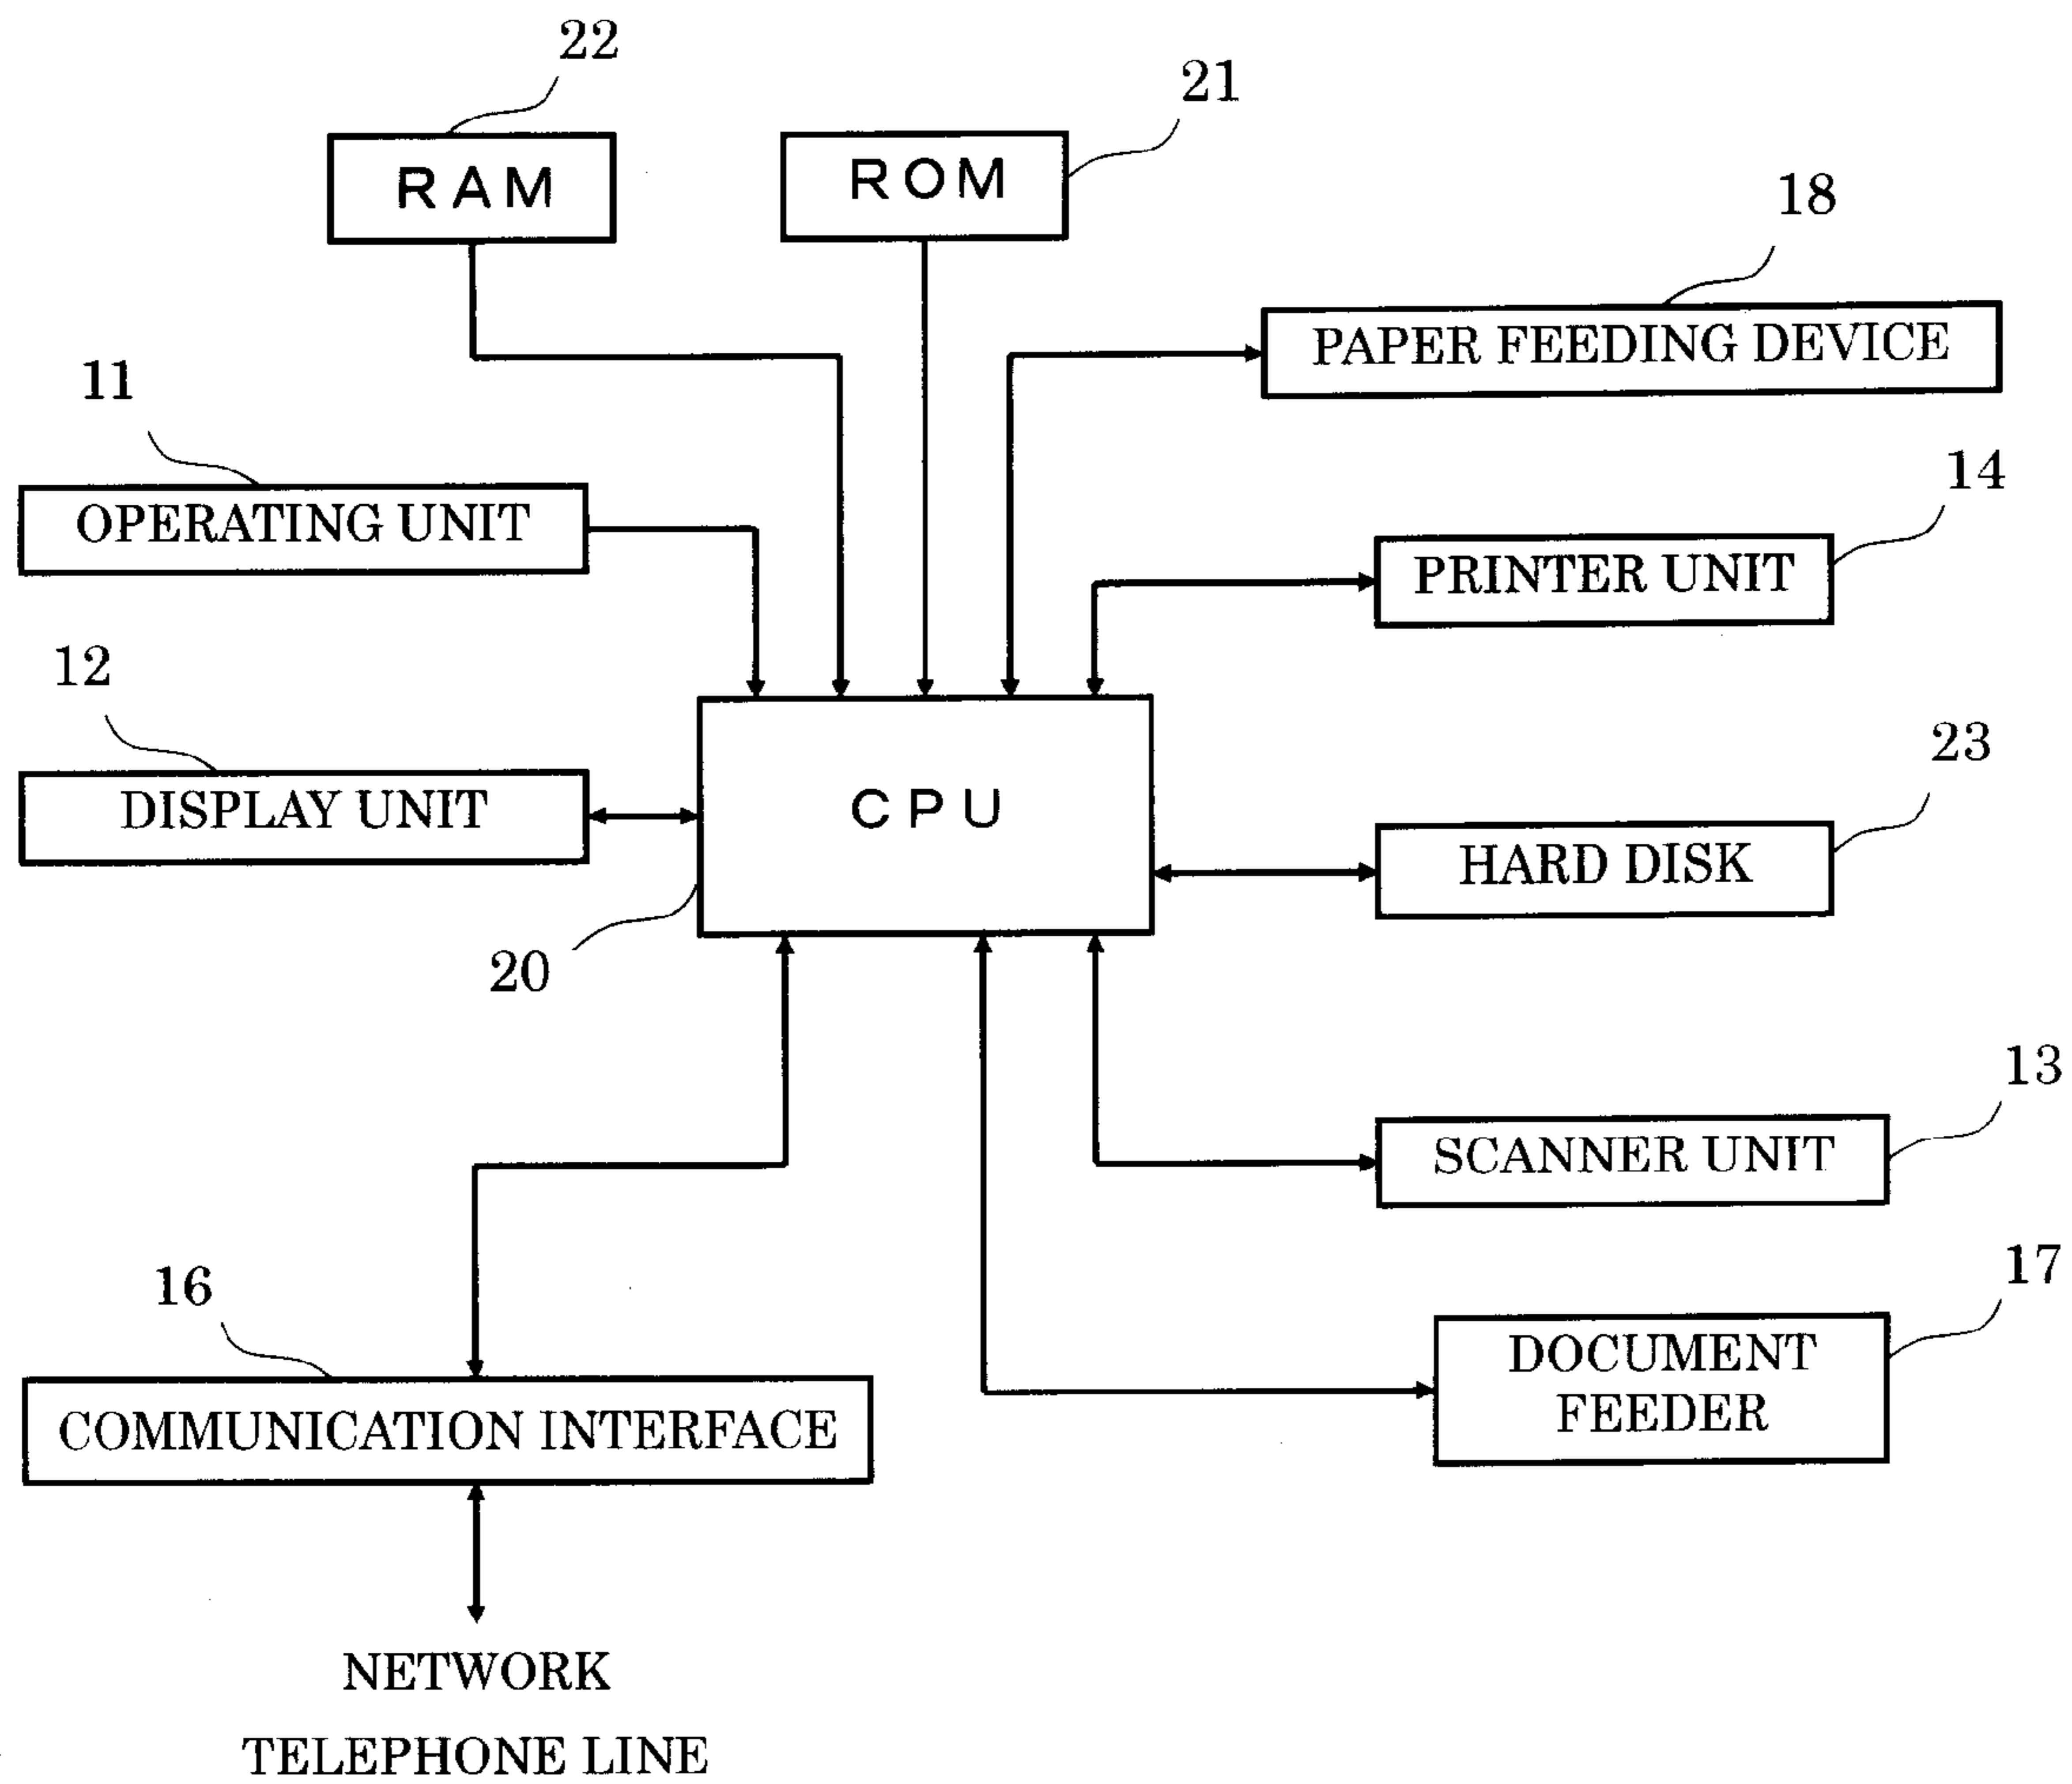 22
21
RAM
ROM
18
PAPER FEEDING DEVICE
11
14
OPERATING UNIT
PRINTER UNIT
12
23
DISPLAY UNIT
CPU
HARD DISK
20
13
SCANNER UNIT
17
16
DOCUMENT
FEEDER
COMMUNICATION INTERFACE
NETWORK
TELEPHONE LINE